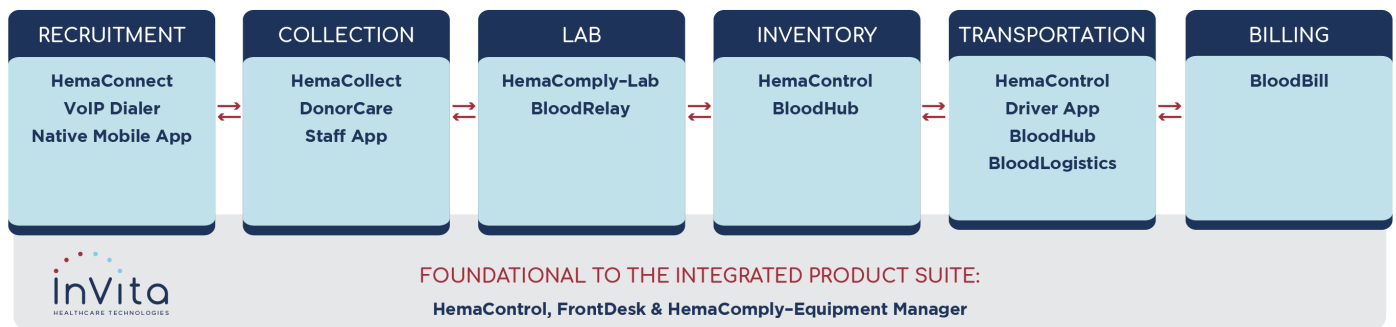 RECRUITMENT
HemaConnect
VoIP Dialer
Native Mobile App
COLLECTION
HemaCollect
DonorCare
Staff App
LAB
HemaComply–Lab
BloodRelay
INVENTORY
HemaControl
BloodHub
TRANSPORTATION
HemaControl
Driver App
BloodHub
BloodLogistics
BILLING
BloodBill
inVita
HEALTHCARE TECHNOLOGIES
FOUNDATIONAL TO THE INTEGRATED PRODUCT SUITE:
HemaControl, FrontDesk & HemaComply–Equipment Manager